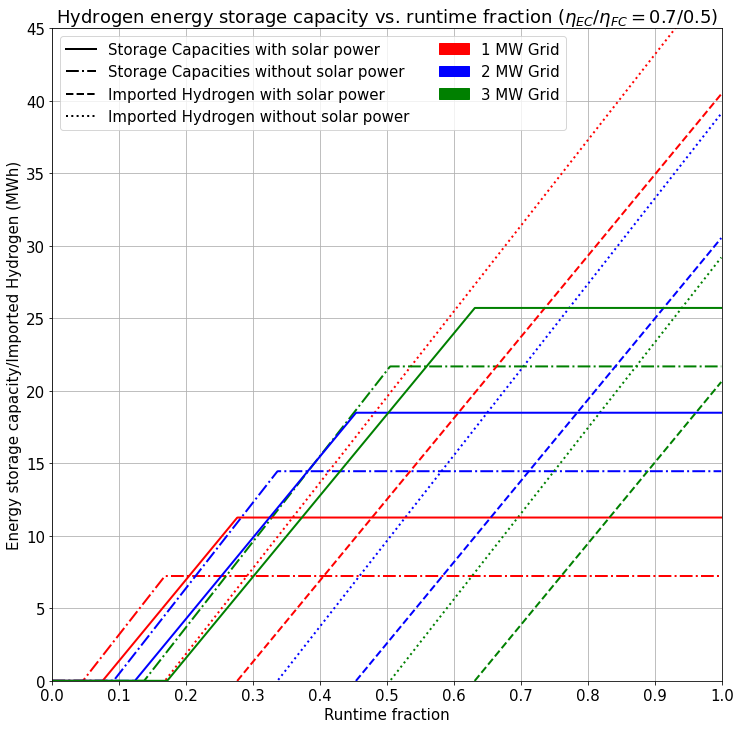 Hydrogen energy storage capacity vs. runtime fraction (η_EC/η_FC = 0.7/0.5)
Storage Capacities with solar power
Storage Capacities without solar power
Imported Hydrogen with solar power
Imported Hydrogen without solar power
1 MW Grid
2 MW Grid
3 MW Grid
Energy storage capacity/Imported Hydrogen (MWh)
45
40
35
30
25
20
15
10
5
0
0.0 0.1 0.2 0.3 0.4 0.5 0.6 0.7 0.8 0.9 1.0
Runtime fraction